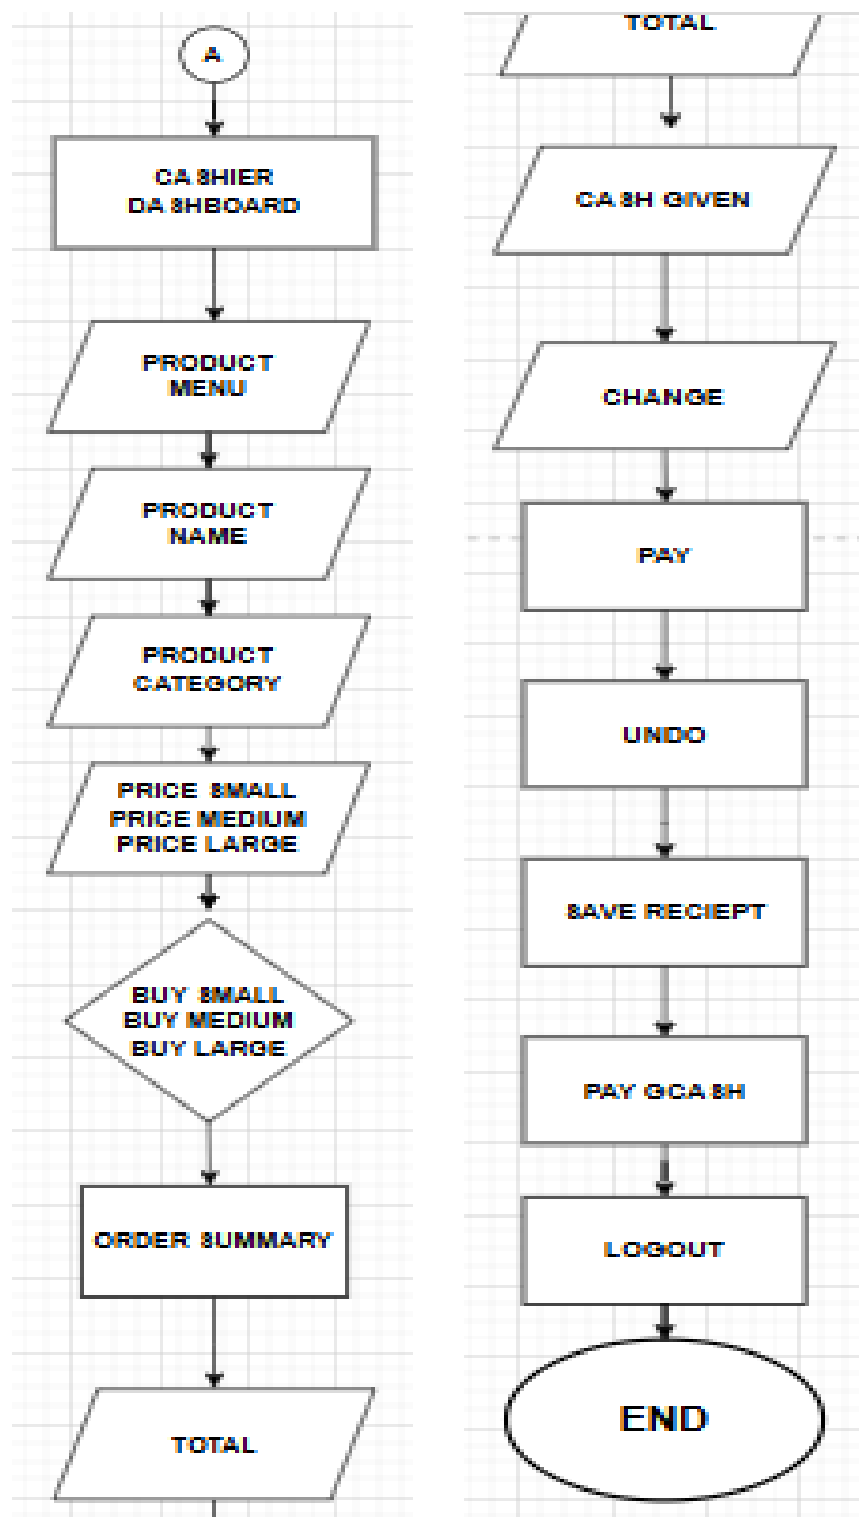 A
CASHIER
DASHBOARD
PRODUCT
MENU
PRODUCT
NAME
PRODUCT
CATEGORY
PRICE SMALL
PRICE MEDIUM
PRICE LARGE
BUY SMALL
BUY MEDIUM
BUY LARGE
ORDER SUMMARY
TOTAL
TOTAL
CASH GIVEN
CHANGE
PAY
UNDO
SAVE RECIEPT
PAY GCASH
LOGOUT
END